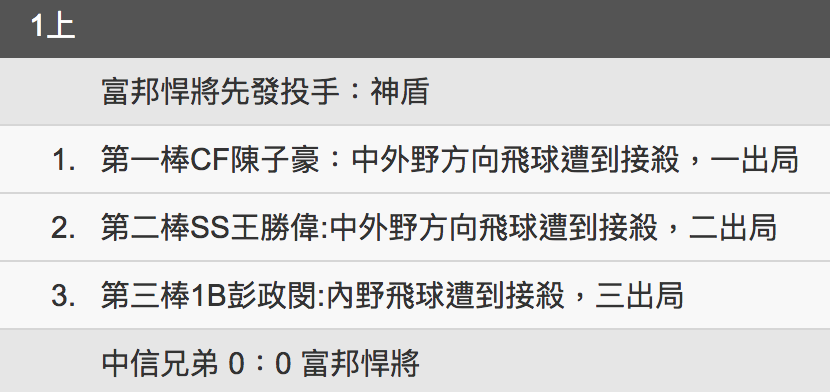 1上
富邦悍將先發投手：神盾
1. 第一棒CF陳子豪：中外野方向飛球遭到接殺，一出局
2. 第二棒SS王勝偉:中外野方向飛球遭到接殺，二出局
3. 第三棒1B彭政閔:內野飛球遭到接殺，三出局
中信兄弟 0：0 富邦悍將